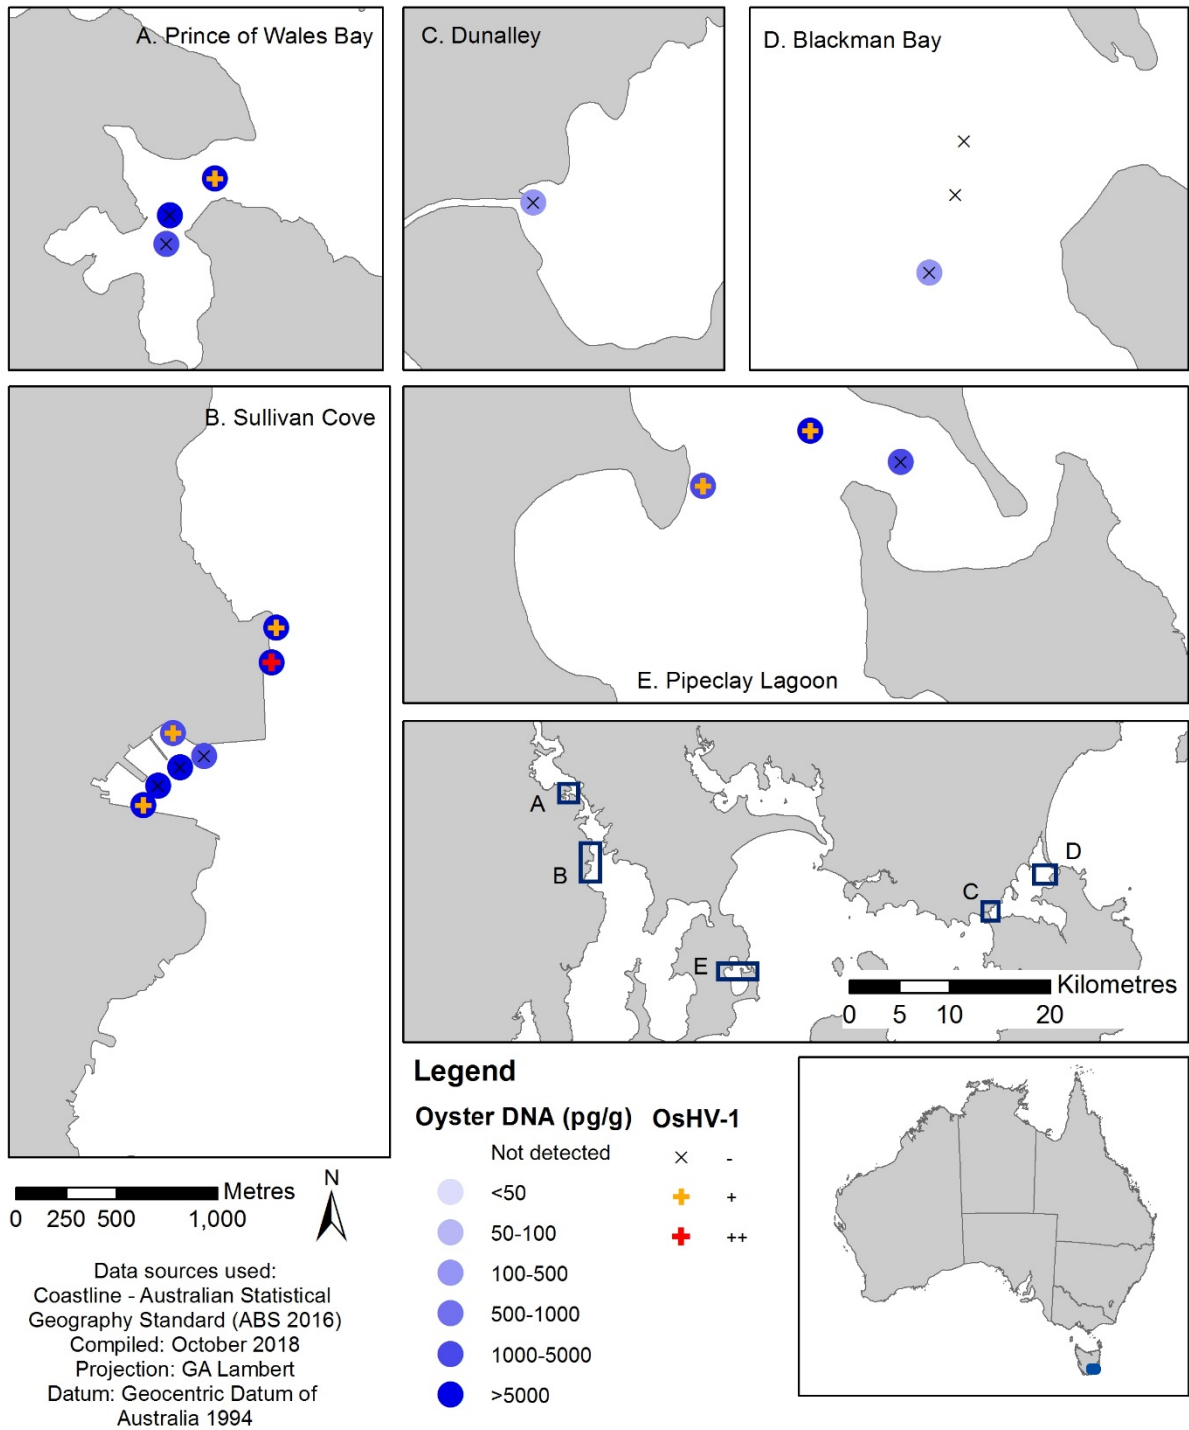 A. Prince of Wales Bay
C. Dunalley
D. Blackman Bay
B. Sullivan Cove
E. Pipeclay Lagoon
A
B
C
D
E
Kilometres
0 5 10 20
Legend
Oyster DNA (pg/g)
Not detected
<50
50-100
100-500
500-1000
1000-5000
>5000
OsHV-1
-
+
++
Metres
0 250 500 1,000
N
Data sources used:
Coastline - Australian Statistical
Geography Standard (ABS 2016)
Compiled: October 2018
Projection: GA Lambert
Datum: Geocentric Datum of
Australia 1994